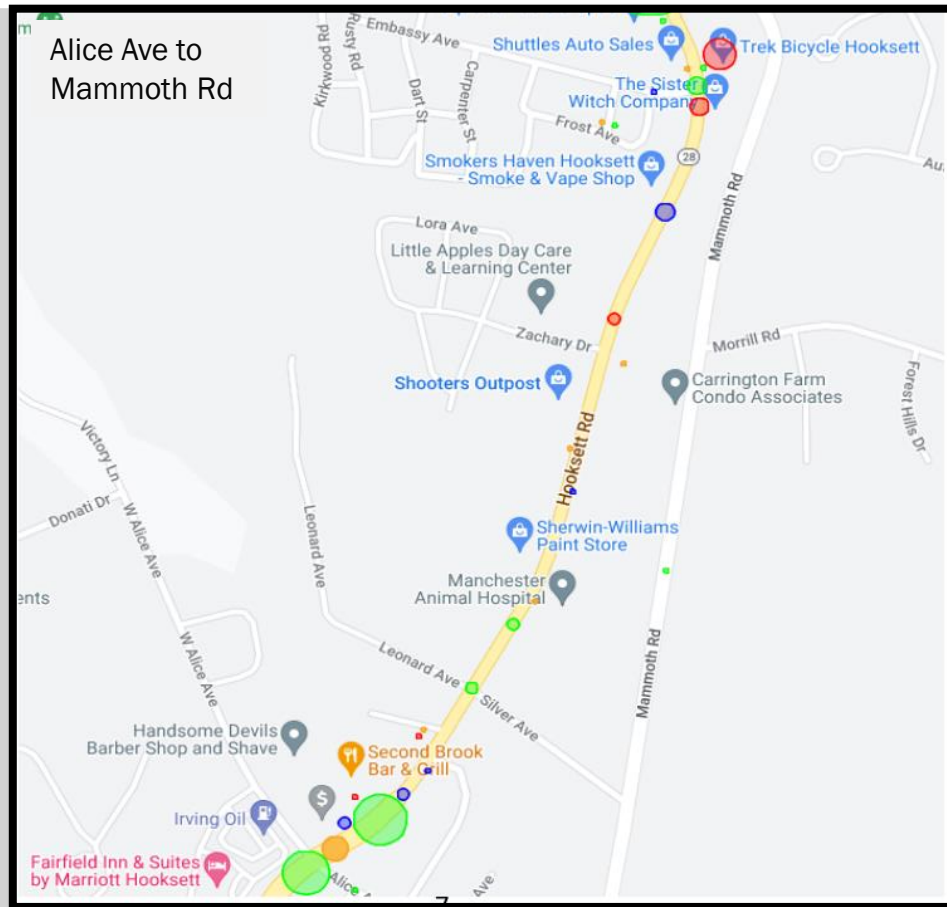 Alice Ave to
Mammoth Rd
m
Kirkwood Rd
Rusty Rd
Embassy Ave
Dart St
Carpenter St
Frost Ave
Shuttles Auto Sales
Trek Bicycle Hooksett
The Sister
Witch Company
28
Smokers Haven Hooksett
- Smoke & Vape Shop
Mammoth Rd
Lora Ave
Little Apples Day Care
& Learning Center
Zachary Dr
Morrill Rd
Shooters Outpost
Carrington Farm
Condo Associates
Forest Hills Dr
Victory Ln
Donati Dr
W Alice Ave
Leonard Ave
Hooksett Rd
Sherwin-Williams
Paint Store
Manchester
Animal Hospital
ents
W Alice Ave
Leonard Ave
Silver Ave
Mammoth Rd
Handsome Devils
Barber Shop and Shave
Second Brook
Bar & Grill
$
Irving Oil
Fairfield Inn & Suites
by Marriott Hooksett
Alice A
Ave
7